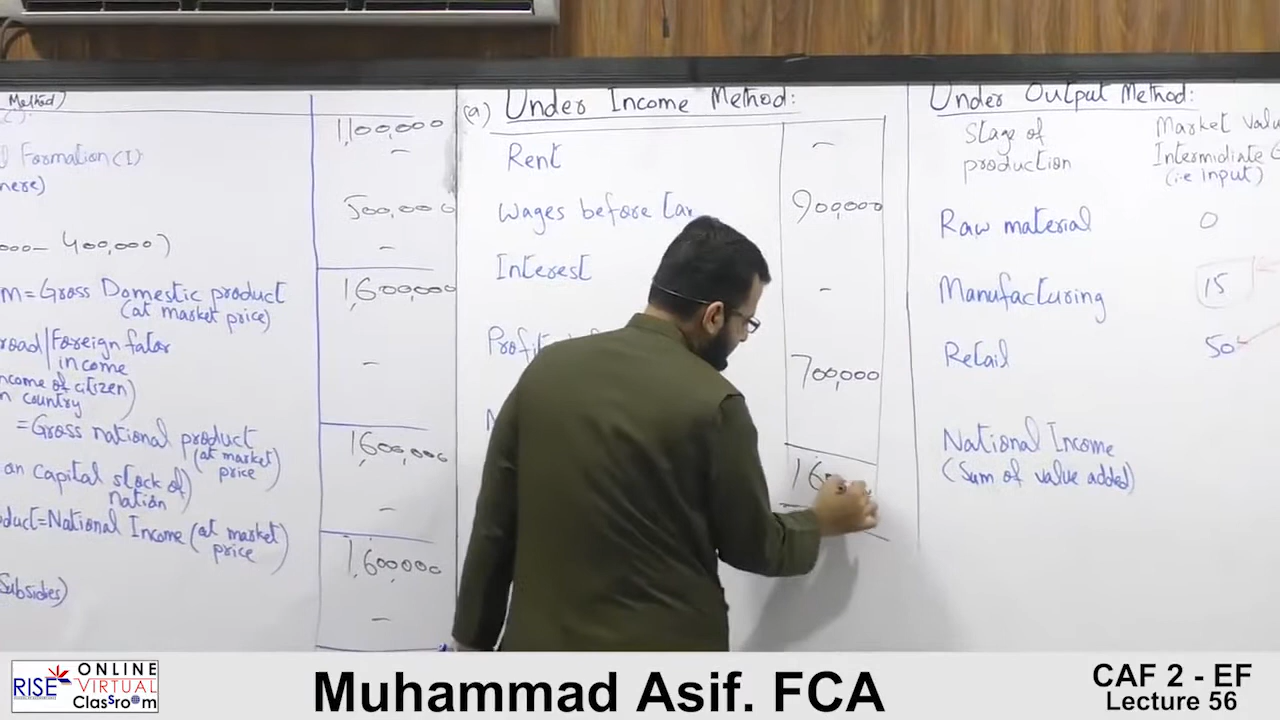 Method)
1,100,000
Formation (I)
-
nere)
500,000
000 - 400,000)
-
m = Gross Domestic product
(at market price)
1,600,000
road/Foreign fator
income
-
ncome of citizen)
n country
= Gross national product
(at market
price)
1,600,000
an Capital stock of)
nation
-
duct = National Income (at market
price)
1,600,000
Subsidies)
-
(a) Under Income Method:
Rent
-
Wages before
900,000
Interest
-
Profit
700,000
Under Output Method:
Stage of
production
Market Valu
Intermidiate
(i.e Input)
Raw material
0
Manufacturing
15
Retail
50
National Income
(Sum of value added)
RISE
ONLINE
VIRTUAL
ClaSsroom
Muhammad Asif. FCA
CAF 2 - EF
Lecture 56